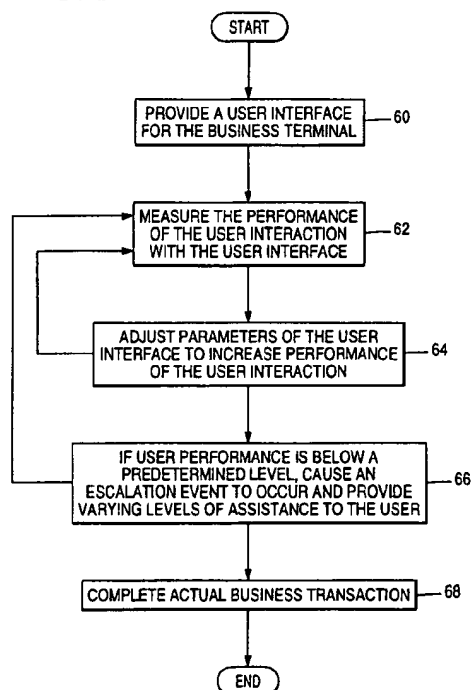 START
PROVIDE A USER INTERFACE
FOR THE BUSINESS TERMINAL
60
MEASURE THE PERFORMANCE
OF THE USER INTERACTION
WITH THE USER INTERFACE
62
ADJUST PARAMETERS OF THE USER
INTERFACE TO INCREASE PERFORMANCE
OF THE USER INTERACTION
64
IF USER PERFORMANCE IS BELOW A
PREDETERMINED LEVEL, CAUSE AN
ESCALATION EVENT TO OCCUR AND PROVIDE
VARYING LEVELS OF ASSISTANCE TO THE USER
66
COMPLETE ACTUAL BUSINESS TRANSACTION
68
END